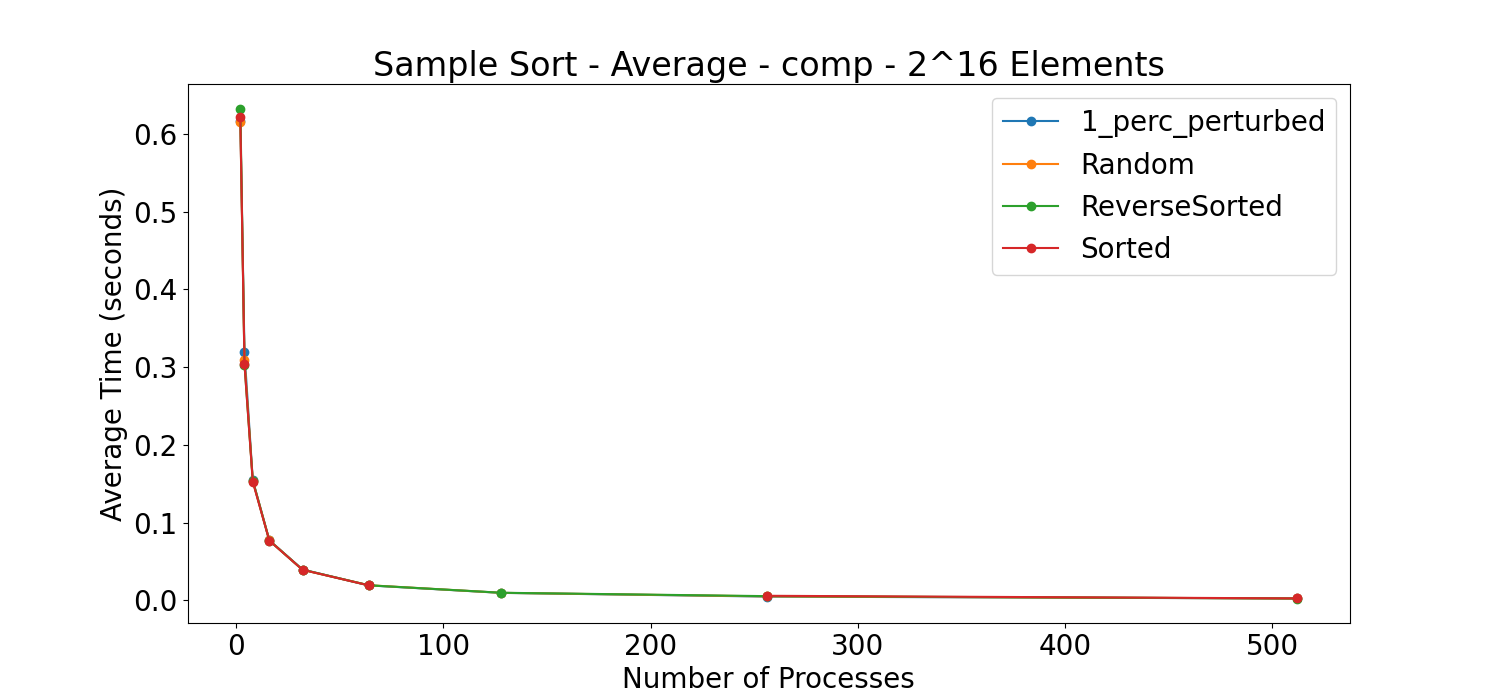 Sample Sort - Average - comp - 2^16 Elements
1_perc_perturbed
Random
ReverseSorted
Sorted
Average Time (seconds)
0.6
0.5
0.4
0.3
0.2
0.1
0.0
0 100 200 300 400 500
Number of Processes